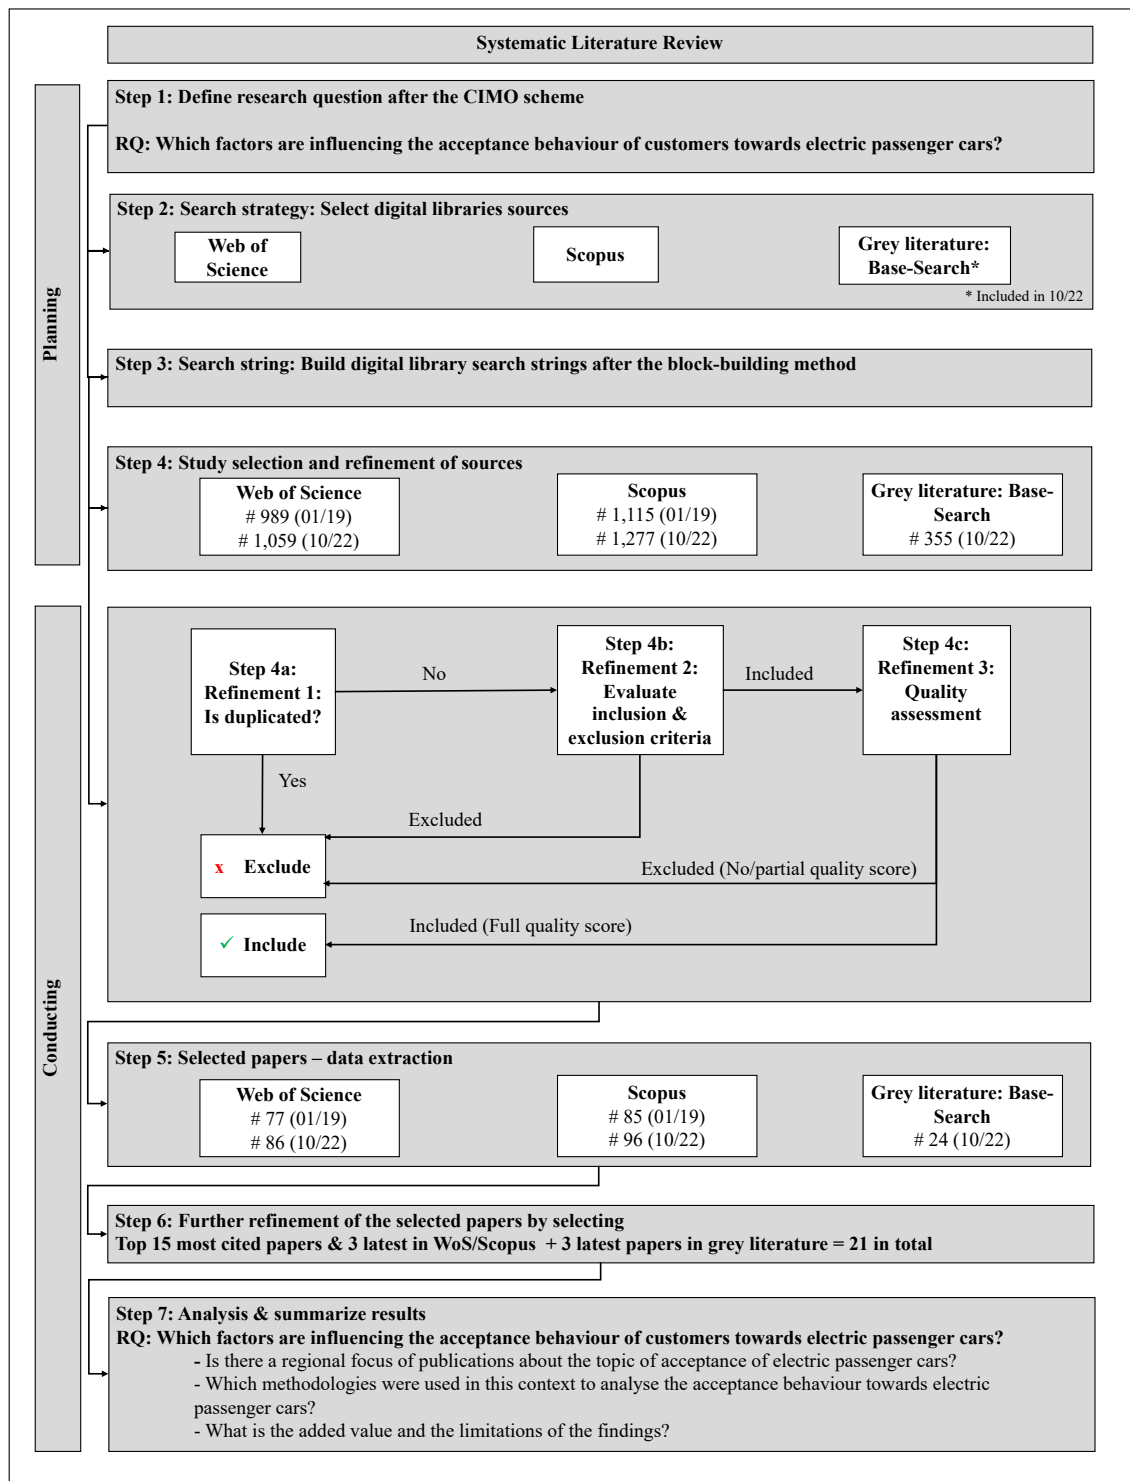 Systematic Literature Review
Planning
Step 1: Define research question after the CIMO scheme
RQ: Which factors are influencing the acceptance behaviour of customers towards electric passenger cars?
Step 2: Search strategy: Select digital libraries sources
Web of
Science
Scopus
Grey literature:
Base-Search*
* Included in 10/22
Step 3: Search string: Build digital library search strings after the block-building method
Step 4: Study selection and refinement of sources
Web of Science
# 989 (01/19)
# 1,059 (10/22)
Scopus
# 1,115 (01/19)
# 1,277 (10/22)
Grey literature: Base-
Search
# 355 (10/22)
Conducting
Step 4a:
Refinement 1:
Is duplicated?
No
Step 4b:
Refinement 2:
Evaluate
inclusion &
exclusion criteria
Included
Step 4c:
Refinement 3:
Quality
assessment
Yes
Excluded
x Exclude
Excluded (No/partial quality score)
Included (Full quality score)
✓ Include
Step 5: Selected papers – data extraction
Web of Science
# 77 (01/19)
# 86 (10/22)
Scopus
# 85 (01/19)
# 96 (10/22)
Grey literature: Base-
Search
# 24 (10/22)
Step 6: Further refinement of the selected papers by selecting
Top 15 most cited papers & 3 latest in WoS/Scopus + 3 latest papers in grey literature = 21 in total
Step 7: Analysis & summarize results
RQ: Which factors are influencing the acceptance behaviour of customers towards electric passenger cars?
- Is there a regional focus of publications about the topic of acceptance of electric passenger cars?
- Which methodologies were used in this context to analyse the acceptance behaviour towards electric
passenger cars?
- What is the added value and the limitations of the findings?